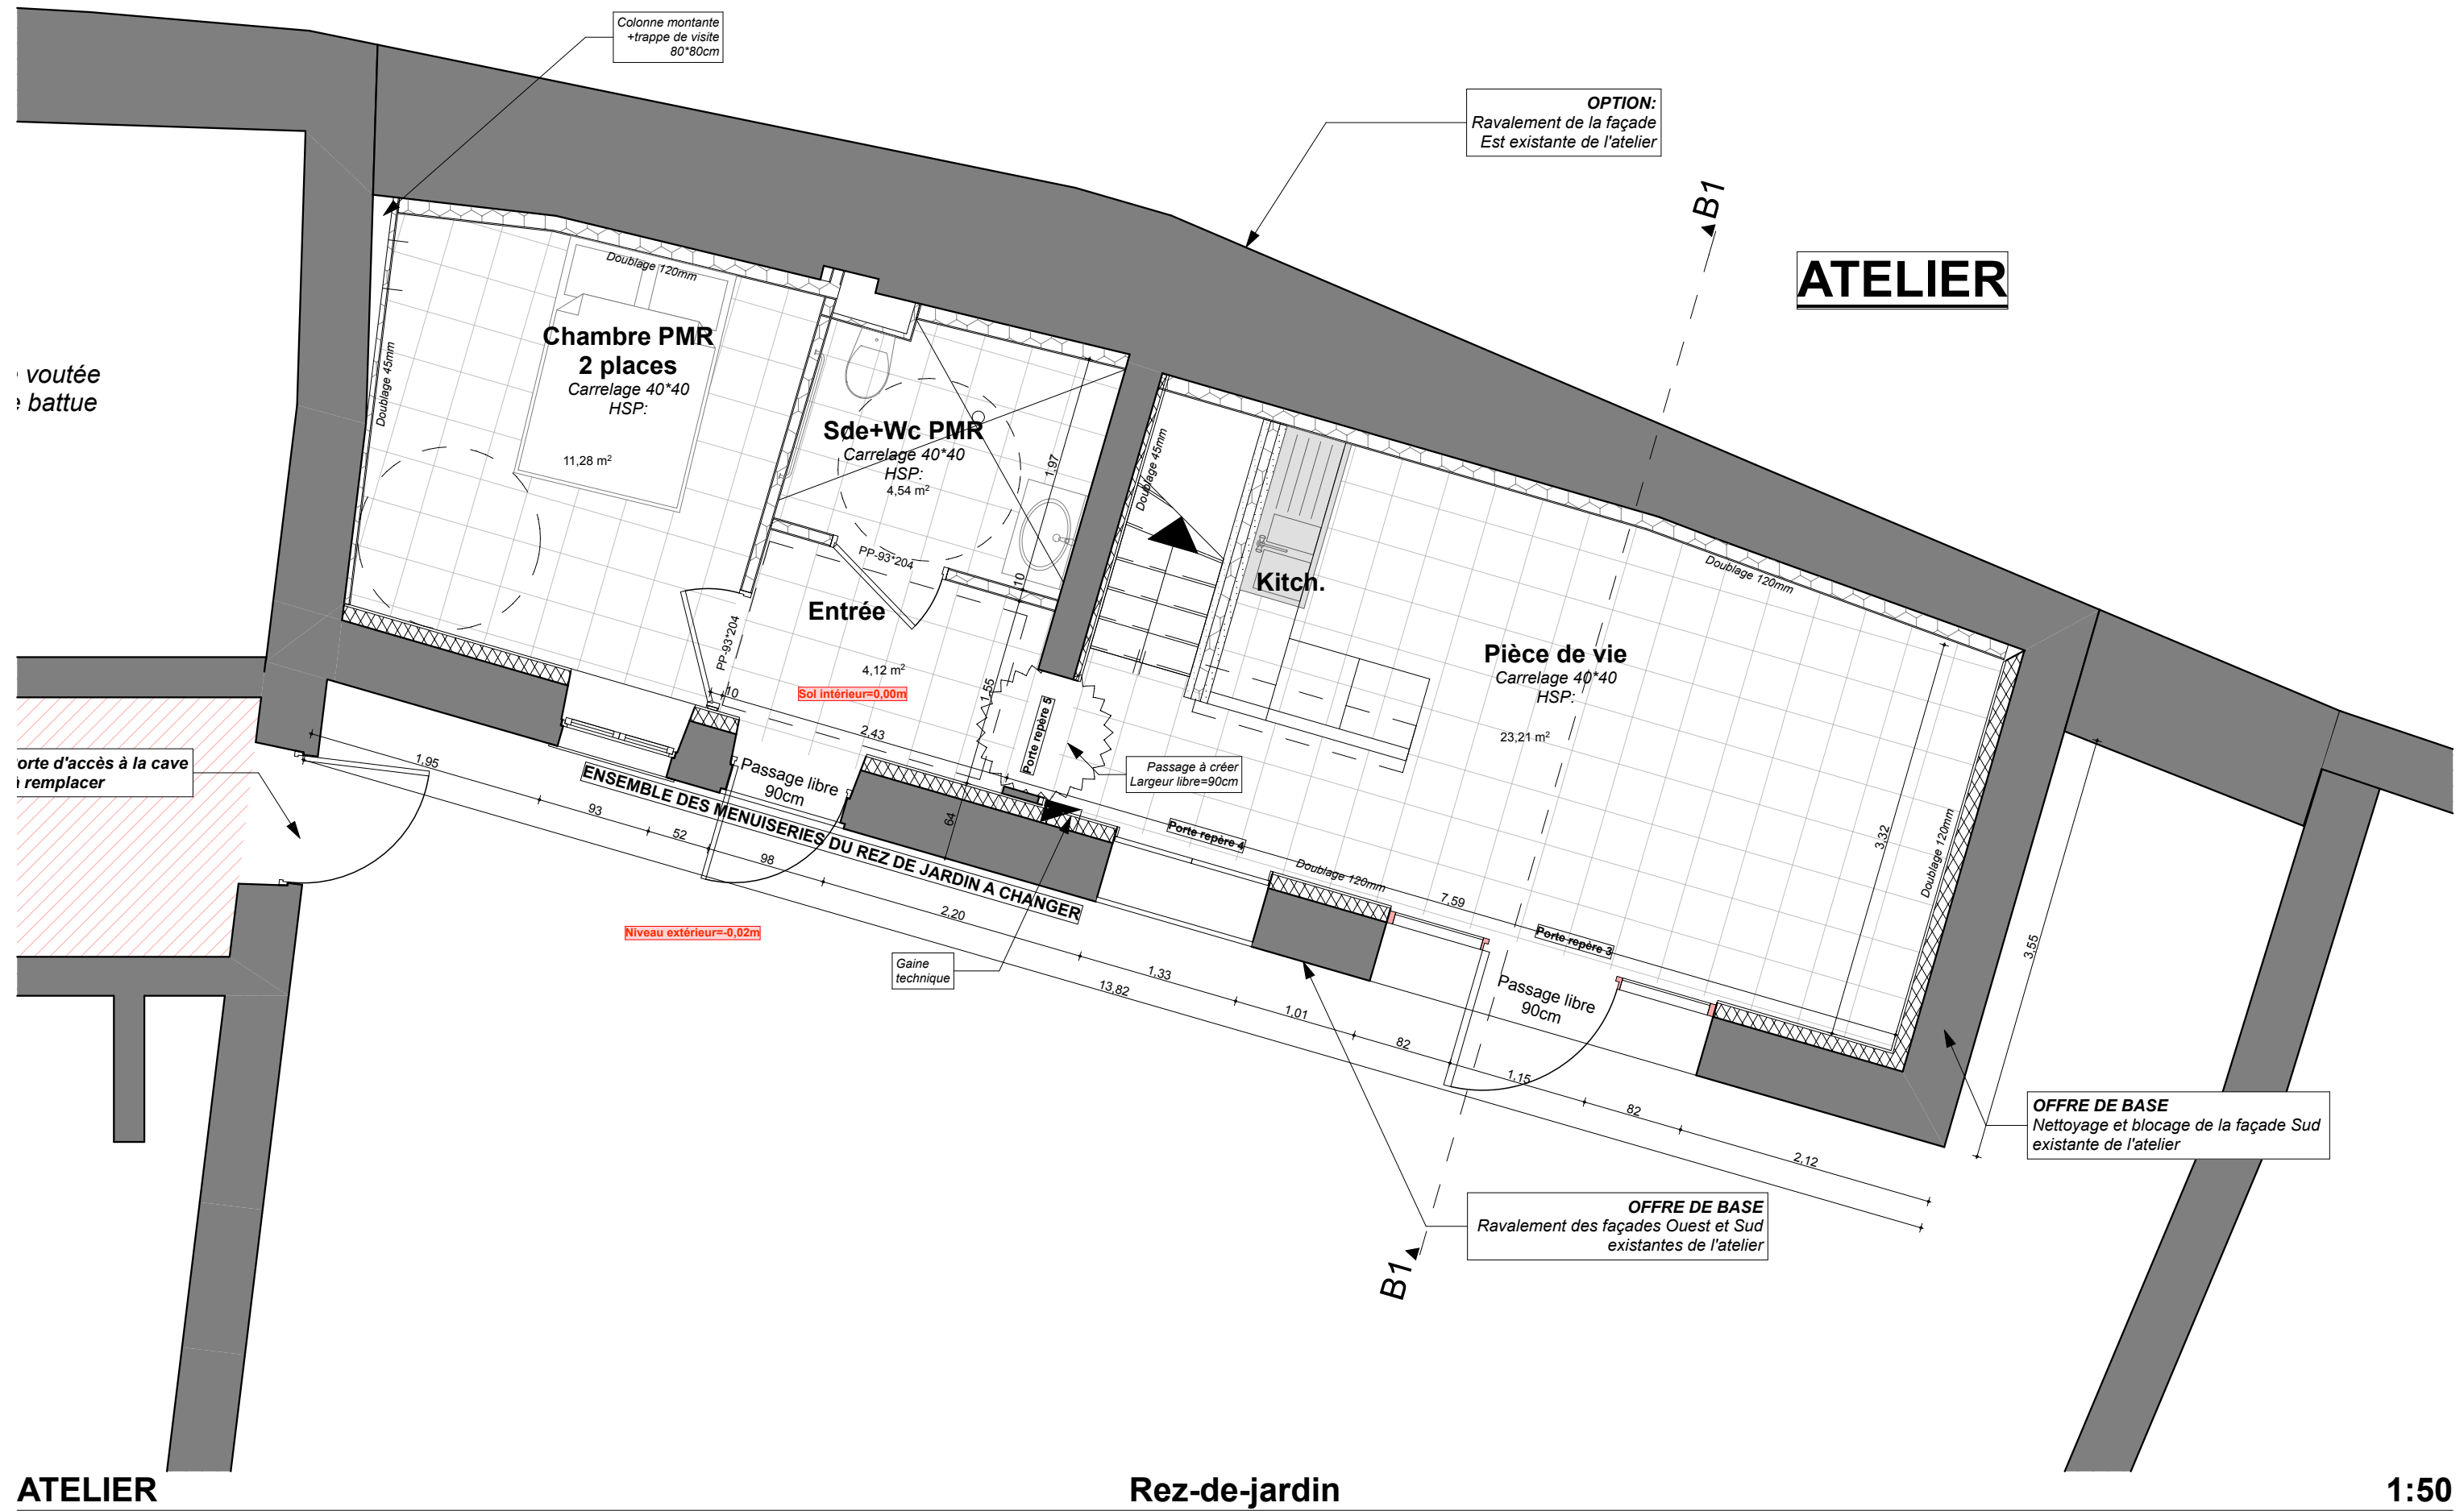 Colonne montante
+trappe de visite
80*80cm
OPTION:
Ravalement de la façade
Est existante de l'atelier
B1
ATELIER
Doublage 120mm
Doublage 45mm
Chambre PMR
2 places
Carrelage 40*40
HSP:
11,28 m²
voutée
battue
Sde+Wc PMR
Carrelage 40*40
HSP:
4,54 m²
1,97
Doublage 45mm
PP-93*204
10
Kitch.
Doublage 120mm
Entrée
4,12 m²
Sol intérieur=0,00m
PP-93*204
10
1,55
2,43
Porte repère 5
Pièce de vie
Carrelage 40*40
HSP:
23,21 m²
Passage à créer
Largeur libre=90cm
orte d'accès à la cave
remplacer
Passage libre
90cm
ENSEMBLE DES MENUISERIES DU REZ DE JARDIN A CHANGER
64
Porte repère 4
Doublage 120mm
7,59
Porte repère 3
3,32
Doublage 120mm
3,55
Passage libre
90cm
Niveau extérieur=-0,02m
Gaine
technique
1,95
93
52
98
2,20
1,33
1,01
82
1,15
82
2,12
13,82
OFFRE DE BASE
Nettoyage et blocage de la façade Sud
existante de l'atelier
OFFRE DE BASE
Ravalement des façades Ouest et Sud
existantes de l'atelier
B1
ATELIER
Rez-de-jardin
1:50